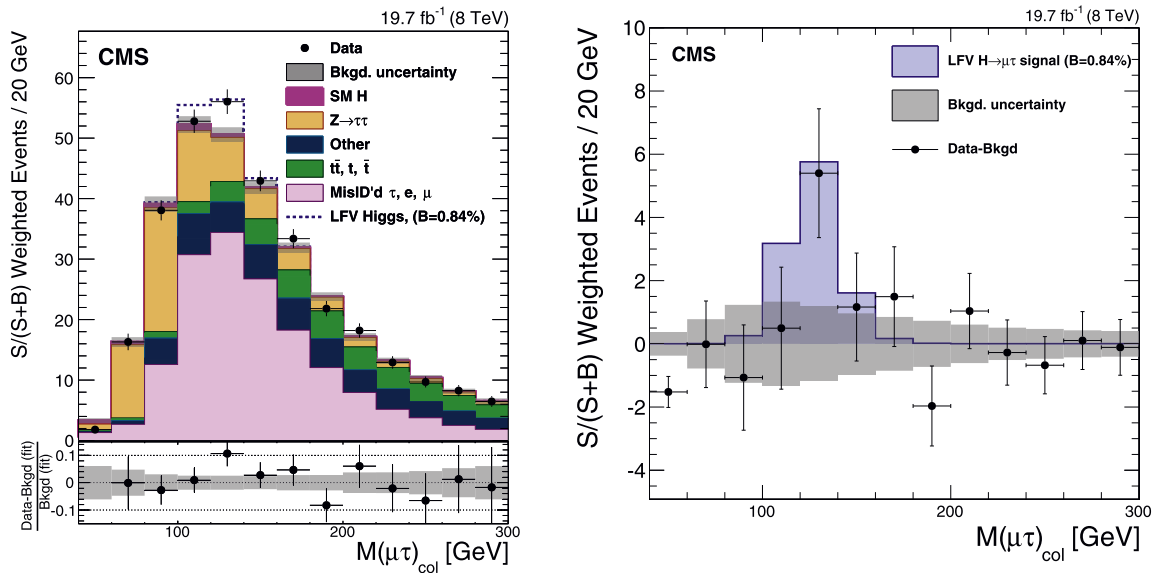 19.7 fb⁻¹ (8 TeV)
CMS
Data
Bkgd. uncertainty
SM H
Z→ττ
Other
tt̄, t, t̄
MisID'd τ, e, μ
LFV Higgs, (B=0.84%)
S/(S+B) Weighted Events / 20 GeV
60
50
40
30
20
10
0
Data-Bkgd (fit)
Bkgd (fit)
0.1
0
-0.1
100
200
300
M(μτ)col [GeV]
19.7 fb⁻¹ (8 TeV)
CMS
LFV H→μτ signal (B=0.84%)
Bkgd. uncertainty
Data-Bkgd
S/(S+B) Weighted Events / 20 GeV
10
8
6
4
2
0
-2
-4
100
200
300
M(μτ)col [GeV]